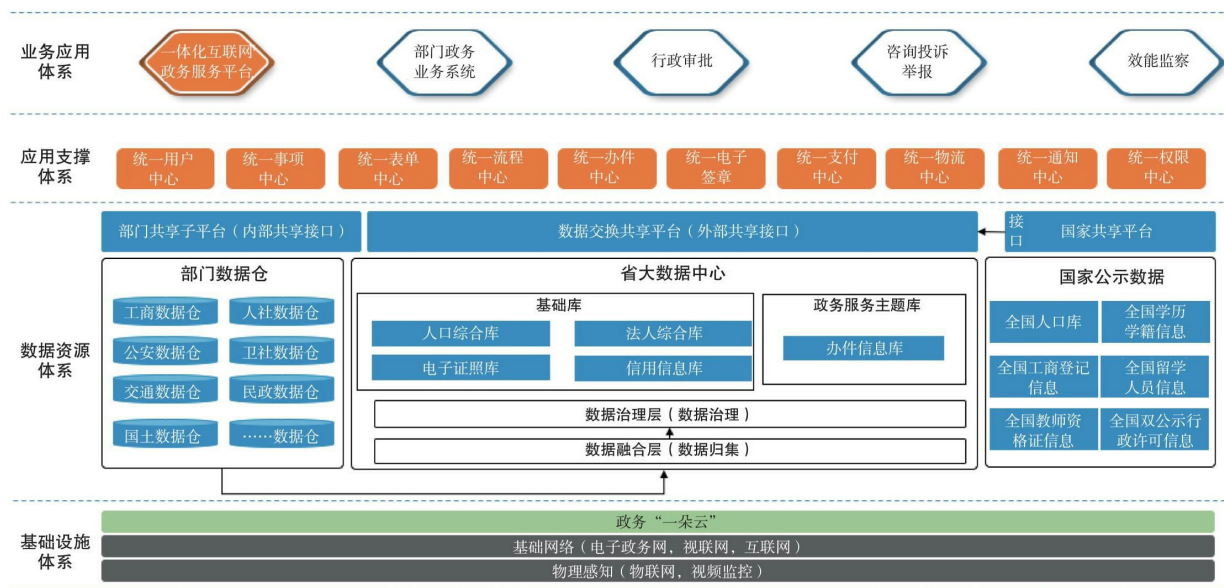 业务应用
体系
一体化互联网
政务服务平台
部门政务
业务系统
行政审批
咨询投诉
举报
效能监察
应用支撑
体系
统一用户
中心
统一事项
中心
统一表单
中心
统一流程
中心
统一办件
中心
统一电子
签章
统一支付
中心
统一物流
中心
统一通知
中心
统一权限
中心
数据资源
体系
部门共享子平台（内部共享接口）
数据交换共享平台（外部共享接口）
接
口
国家共享平台
部门数据仓
工商数据仓
人社数据仓
公安数据仓
卫社数据仓
交通数据仓
民政数据仓
国土数据仓
……数据仓
省大数据中心
基础库
人口综合库
法人综合库
电子证照库
信用信息库
政务服务主题库
办件信息库
数据治理层（数据治理）
数据融合层（数据归集）
国家公示数据
全国人口库
全国学历
学籍信息
全国工商登记
信息
全国留学
人员信息
全国教师资
格证信息
全国双公示行
政许可信息
基础设施
体系
政务“一朵云”
基础网络（电子政务网，视联网，互联网）
物理感知（物联网，视频监控）